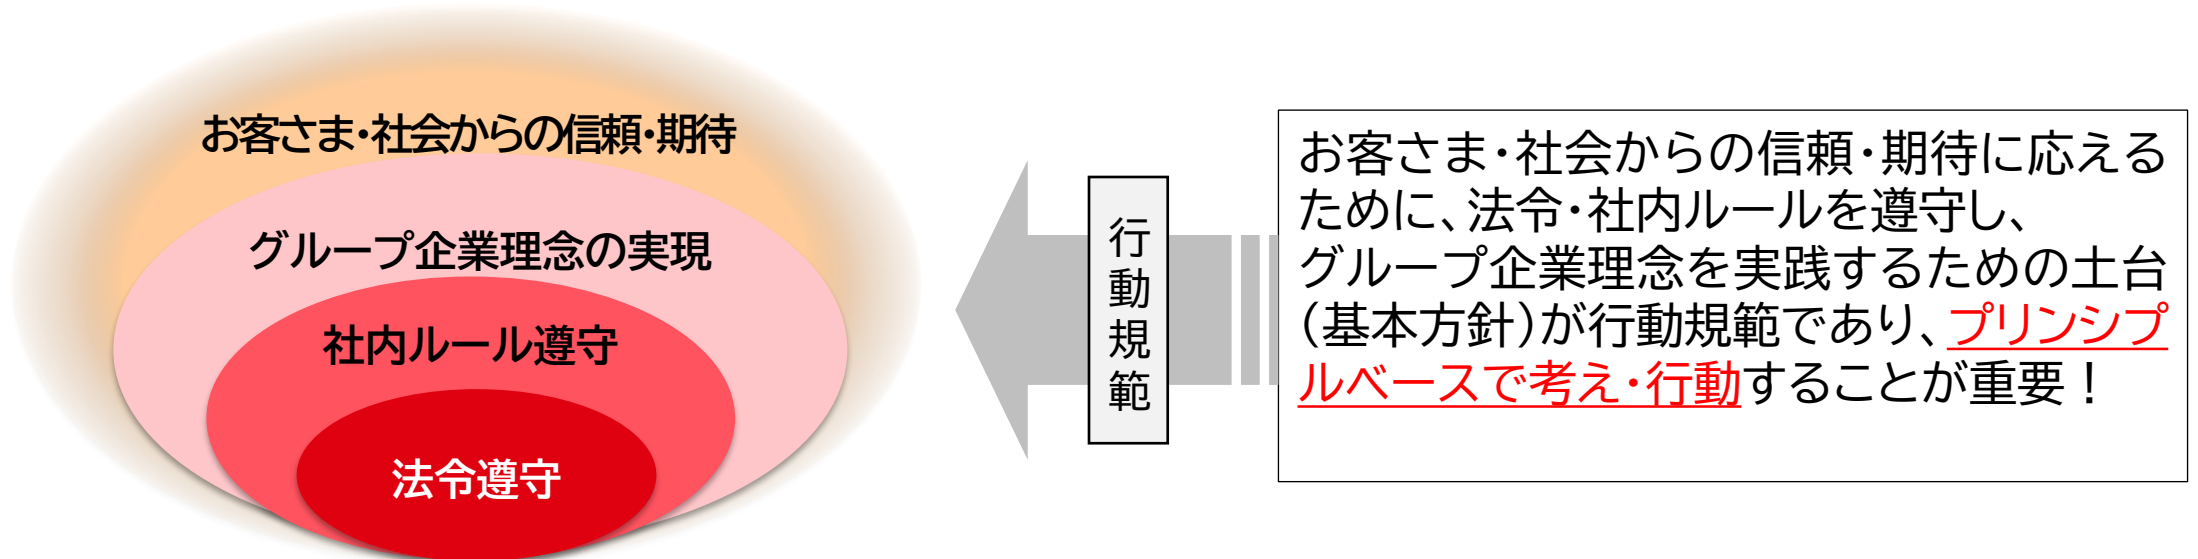 お客さま・社会からの信頼・期待
グループ企業理念の実現
社内ルール遵守
法令遵守
行動規範
お客さま・社会からの信頼・期待に応える
ために、法令・社内ルールを遵守し、
グループ企業理念を実践するための土台
(基本方針)が行動規範であり、プリンシプ
ルベースで考え・行動することが重要！